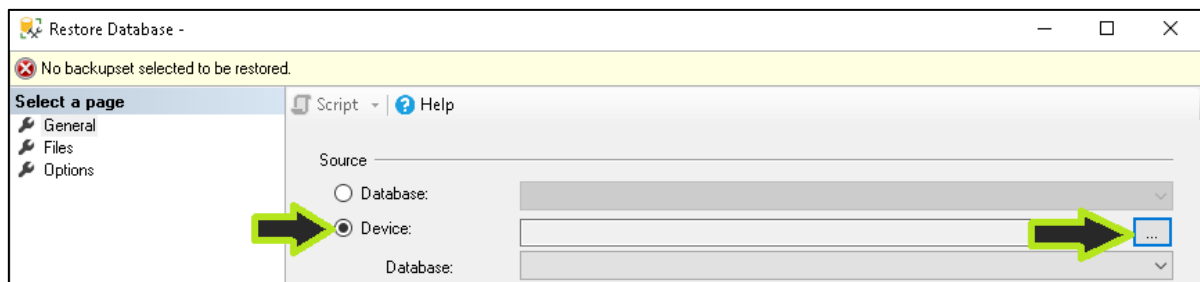 Restore Database -
No backupset selected to be restored.
Select a page
General
Files
Options
Script
Help
Source
Database:
Device:
...
Database: